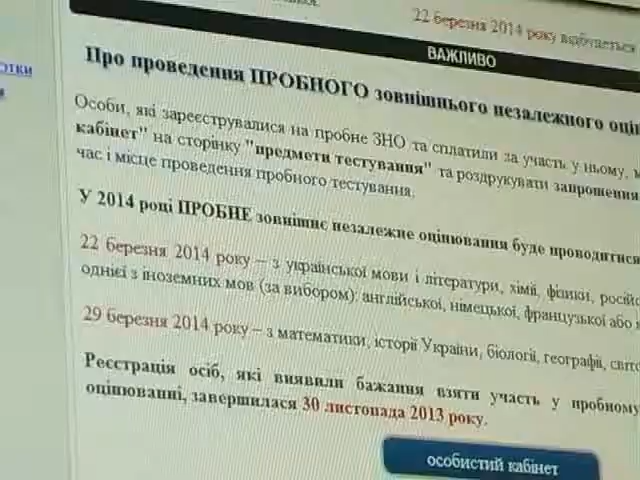 22 березня 2014 року відбудеться
ВАЖЛИВО
Про проведення ПРОБНОГО зовнішнього незалежного
Особи, які зареєструвалися на пробне ЗНО та сплатили за участь у ньому,
кабінет" на сторінку "предмети тестування" та роздрукувати запрошення
час і місце проведення пробного тестування.
У 2014 році ПРОБНЕ зовнішнє незалежне оцінювання буде проводитися
22 березня 2014 року – з української мови і літератури, хімії, фізики,
однієї з іноземних мов (за вибором): англійської, німецької, французької або
29 березня 2014 року – з математики, історії України, біології, географії,
Реєстрація осіб, які виявили бажання взяти участь у пробному
оцінюванні, завершилася 30 листопада 2013 року.
особистий кабінет